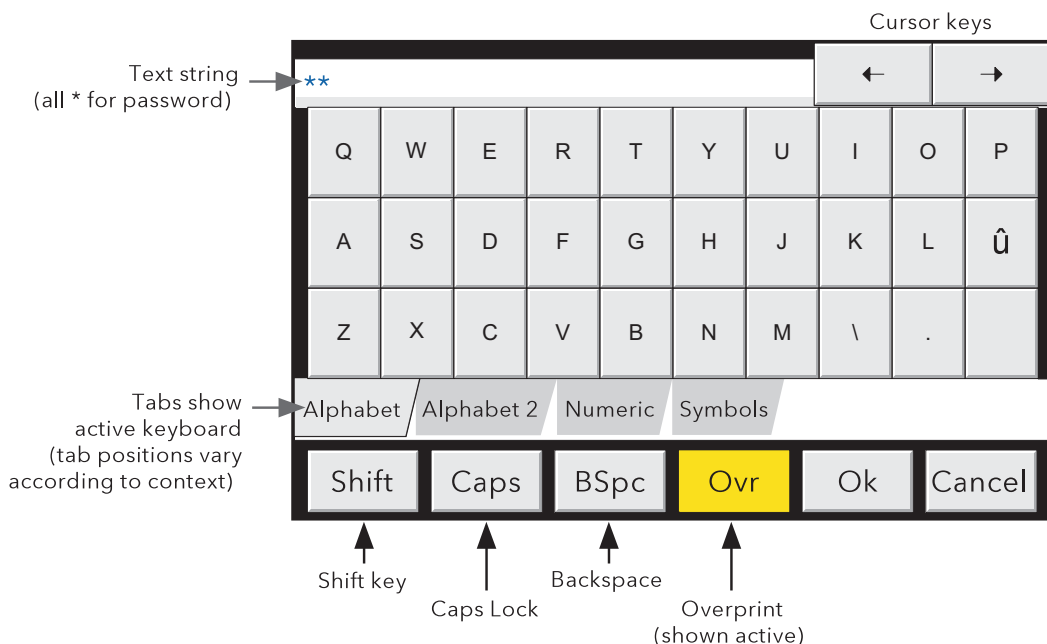 Cursor keys
Text string
(all * for password)
**
← →
Q W E R T Y U I O P
A S D F G H J K L û
Z X C V B N M \ .
Tabs show
active keyboard
(tab positions vary
according to context)
Alphabet Alphabet 2 Numeric Symbols
Shift Caps BSpc Ovr Ok Cancel
Shift key
Caps Lock
Backspace
Overprint
(shown active)